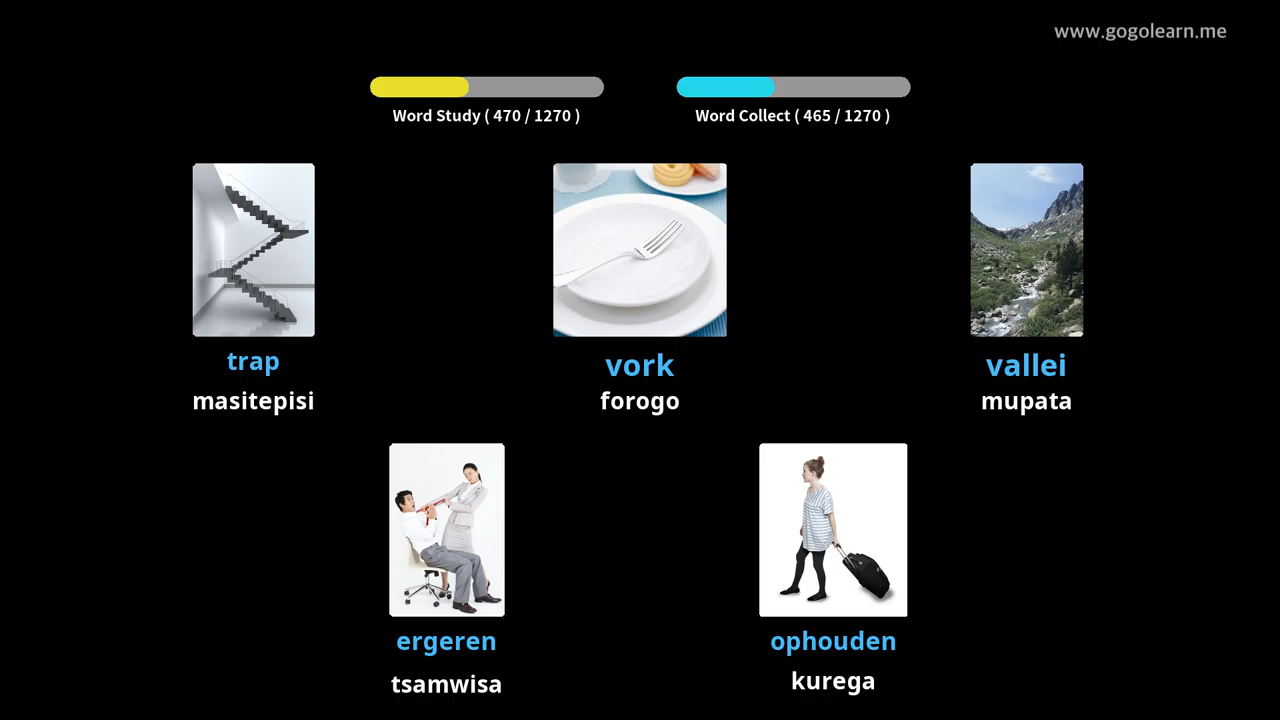 www.gogolearn.me
Word Study ( 470 / 1270 )
Word Collect ( 465 / 1270 )
trap
masitepisi
vork
forogo
vallei
mupata
ergeren
tsamwisa
ophouden
kurega